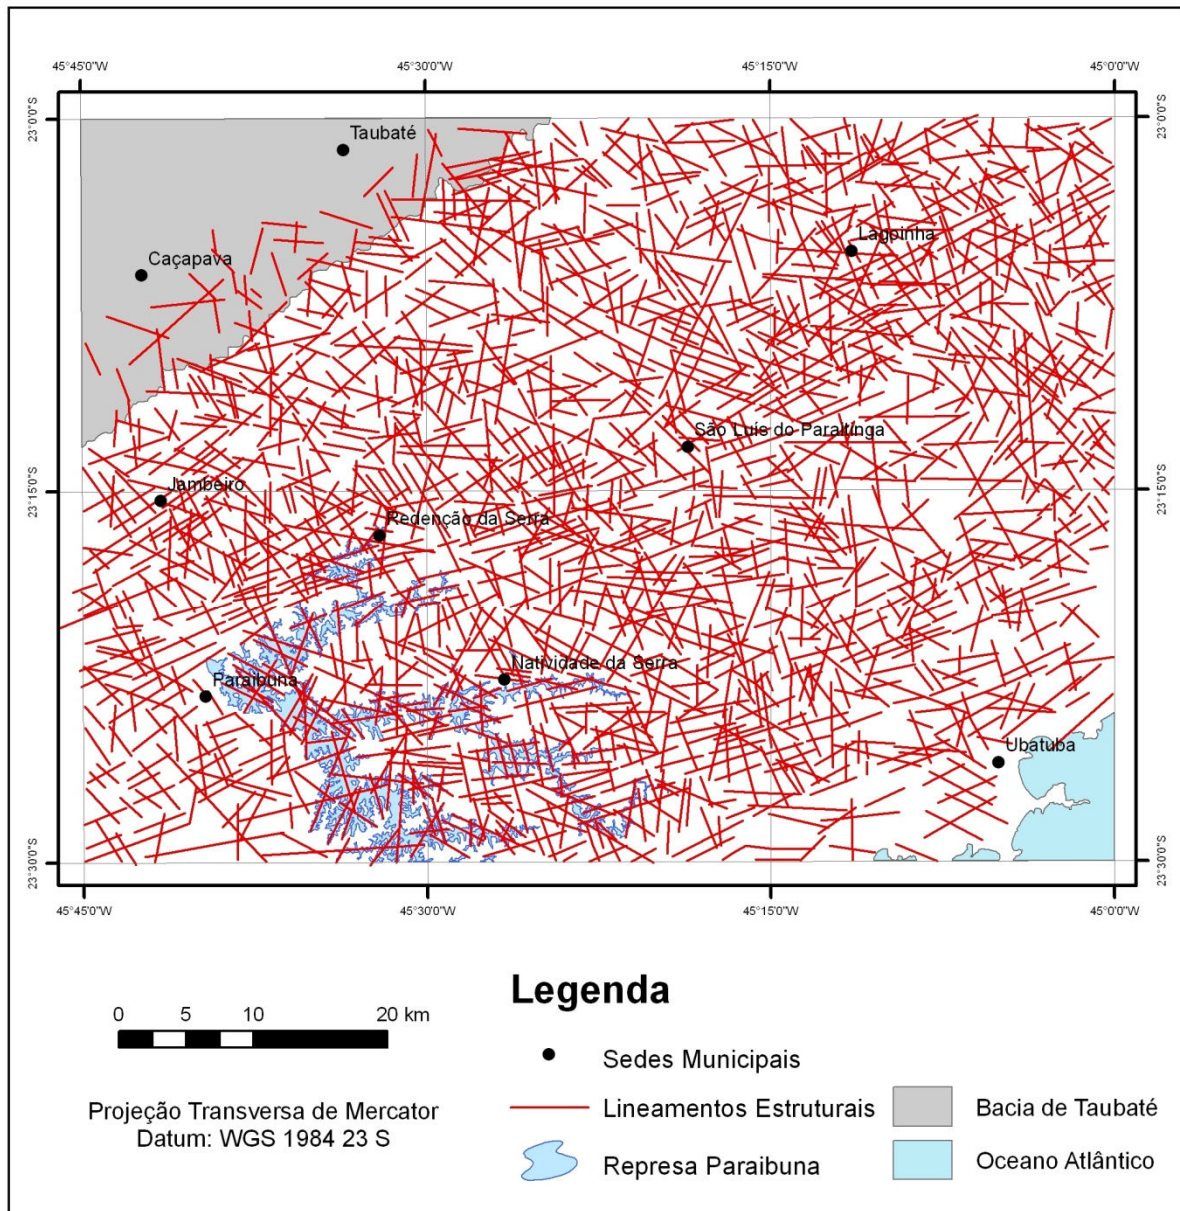 45°45'0"W
45°30'0"W
45°15'0"W
45°0'0"W
23°0'0"S
23°0'0"S
Taubaté
Lagoinha
Caçapava
São Luís do Paraitinga
23°15'0"S
23°15'0"S
Jambeiro
Redenção da Serra
Natividade da Serra
Paraibuna
Ubatuba
23°30'0"S
23°30'0"S
45°45'0"W
45°30'0"W
45°15'0"W
45°0'0"W
Legenda
0 5 10 20 km
Sedes Municipais
Projeção Transversa de Mercator
Datum: WGS 1984 23 S
Lineamentos Estruturais
Bacia de Taubaté
Represa Paraibuna
Oceano Atlântico